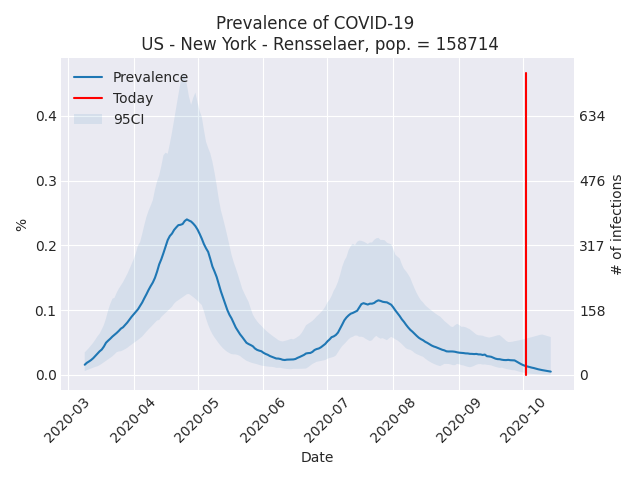 Prevalence of COVID-19
US - New York - Rensselaer, pop. = 158714
Prevalence
Today
95CI
0.4
0.3
0.2
0.1
0.0
%
634
476
317
158
0
# of infections
2020-03
2020-04
2020-05
2020-06
2020-07
2020-08
2020-09
2020-10
Date